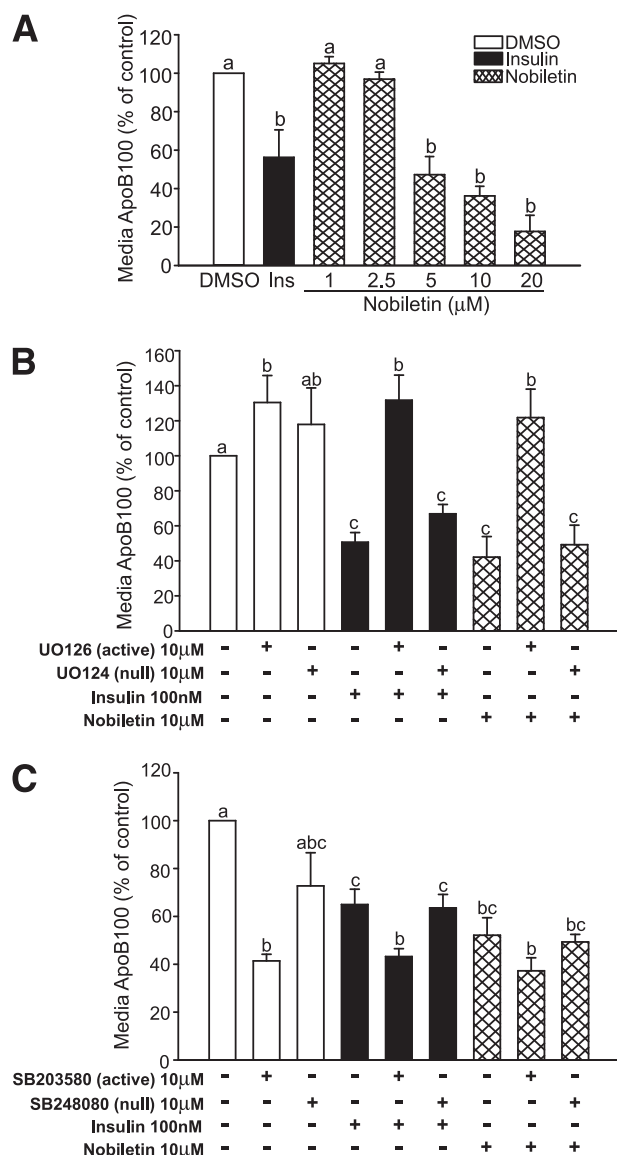 A
Media ApoB100 (% of control)
120
100
80
60
40
20
0
a b a a b b b
DMSO
Insulin
Nobiletin
DMSO Ins 1 2.5 5 10 20
Nobiletin (μM)
B
Media ApoB100 (% of control)
160
140
120
100
80
60
40
20
0
a b ab c b c c b c
UO126 (active) 10μM - + - - + - - + -
UO124 (null) 10μM - - + - - + - - +
Insulin 100nM - - - + + + - - -
Nobiletin 10μM - - - - - - + + +
C
Media ApoB100 (% of control)
120
100
80
60
40
20
0
a b abc c b c bc b bc
SB203580 (active) 10μM - + - - + - - + -
SB248080 (null) 10μM - - + - - + - - +
Insulin 100nM - - - + + + - - -
Nobiletin 10μM - - - - - - + + +